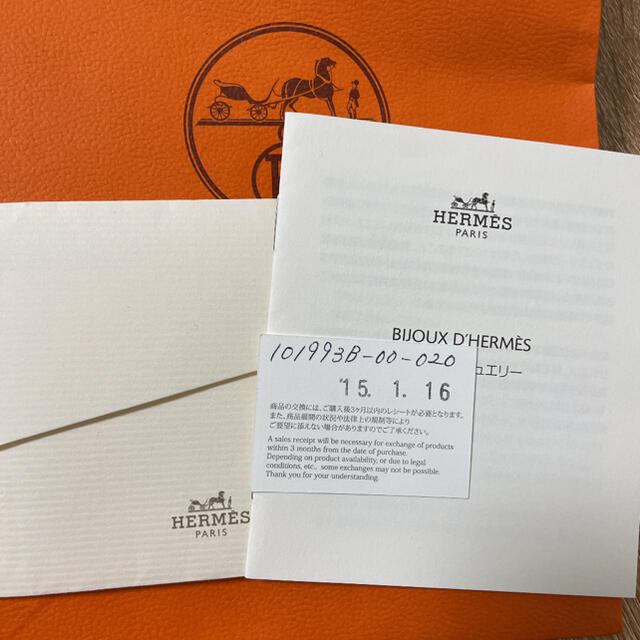 HERMÈS
PARIS
BIJOUX D'HERMÈS
ュエリー
101993B-00-020
'15. 1. 16
商品の交換には、ご購入後3ヶ月以内のレシートが必要となります。
また、商品展開の状況や法律上の規制等により
ご要望に添えない場合がありますのでご了承ください。
A sales receipt will be necessary for exchange of products
within 3 months from the date of purchase.
Depending on product availability, or due to legal
conditions, etc., some exchanges may not be possible.
Thank you for your understanding.
HERMÈS
PARIS